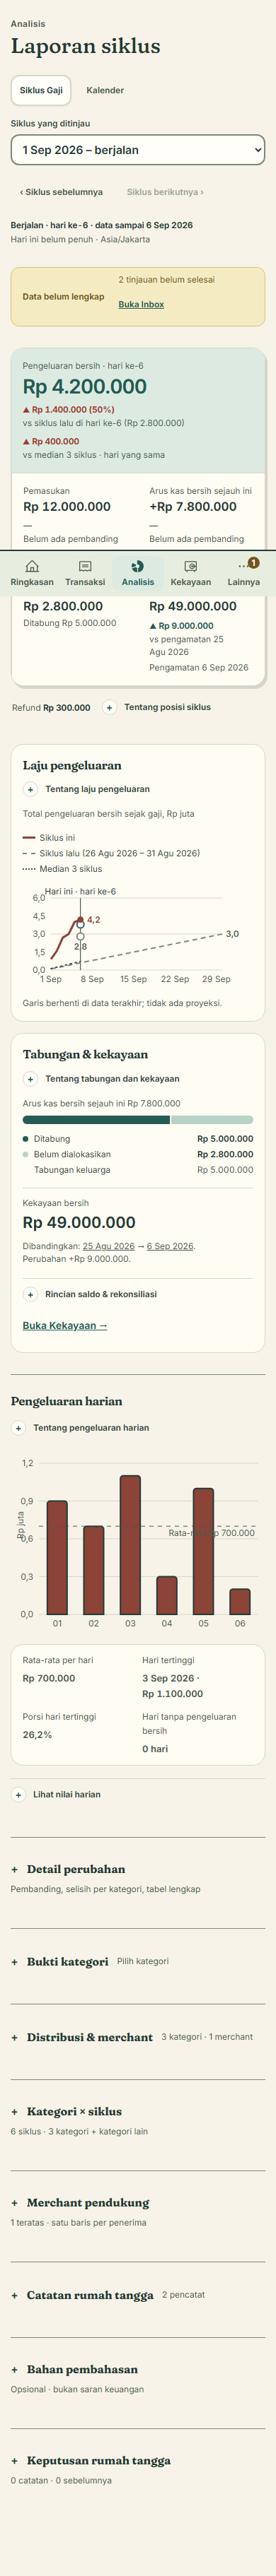 Analisis
Laporan siklus
Siklus Gaji
Kalender
Siklus yang ditinjau
1 Sep 2026 – berjalan
‹ Siklus sebelumnya
Siklus berikutnya ›
Berjalan · hari ke-6 · data sampai 6 Sep 2026
Hari ini belum penuh · Asia/Jakarta
Data belum lengkap
2 tinjauan belum selesai
Buka Inbox
Pengeluaran bersih · hari ke-6
Rp 4.200.000
▲ Rp 1.400.000 (50%)
vs siklus lalu di hari ke-6 (Rp 2.800.000)
▲ Rp 400.000
vs median 3 siklus · hari yang sama
Pemasukan
Rp 12.000.000
—
Belum ada pembanding
Arus kas bersih sejauh ini
+Rp 7.800.000
—
Belum ada pembanding
Ringkasan
Transaksi
Analisis
Kekayaan
Lainnya
1
Rp 2.800.000
Ditabung Rp 5.000.000
Rp 49.000.000
▲ Rp 9.000.000
vs pengamatan 25
Agu 2026
Pengamatan 6 Sep 2026
Refund Rp 300.000
+ Tentang posisi siklus
Laju pengeluaran
+ Tentang laju pengeluaran
Total pengeluaran bersih sejak gaji, Rp juta
Siklus ini
Siklus lalu (26 Agu 2026 – 31 Agu 2026)
Median 3 siklus
Hari ini · hari ke-6
6,0
4,5
3,0
1,5
0,0
4,2
2,8
3,0
1 Sep
8 Sep
15 Sep
22 Sep
29 Sep
Garis berhenti di data terakhir; tidak ada proyeksi.
Tabungan & kekayaan
+ Tentang tabungan dan kekayaan
Arus kas bersih sejauh ini Rp 7.800.000
Ditabung Rp 5.000.000
Belum dialokasikan Rp 2.800.000
Tabungan keluarga Rp 5.000.000
Kekayaan bersih
Rp 49.000.000
Dibandingkan: 25 Agu 2026 → 6 Sep 2026.
Perubahan +Rp 9.000.000.
+ Rincian saldo & rekonsiliasi
Buka Kekayaan →
Pengeluaran harian
+ Tentang pengeluaran harian
Rp juta
1,2
0,9
0,6
0,3
0,0
Rp 700.000
01
02
03
04
05
06
Rata-rata per hari
Rp 700.000
Hari tertinggi
3 Sep 2026 ·
Rp 1.100.000
Porsi hari tertinggi
26,2%
Hari tanpa pengeluaran
bersih
0 hari
+ Lihat nilai harian
+ Detail perubahan
Pembanding, selisih per kategori, tabel lengkap
+ Bukti kategori Pilih kategori
+ Distribusi & merchant 3 kategori · 1 merchant
+ Kategori × siklus
6 siklus · 3 kategori + kategori lain
+ Merchant pendukung
1 teratas · satu baris per penerima
+ Catatan rumah tangga 2 pencatat
+ Bahan pembahasan
Opsional · bukan saran keuangan
+ Keputusan rumah tangga
0 catatan · 0 sebelumnya